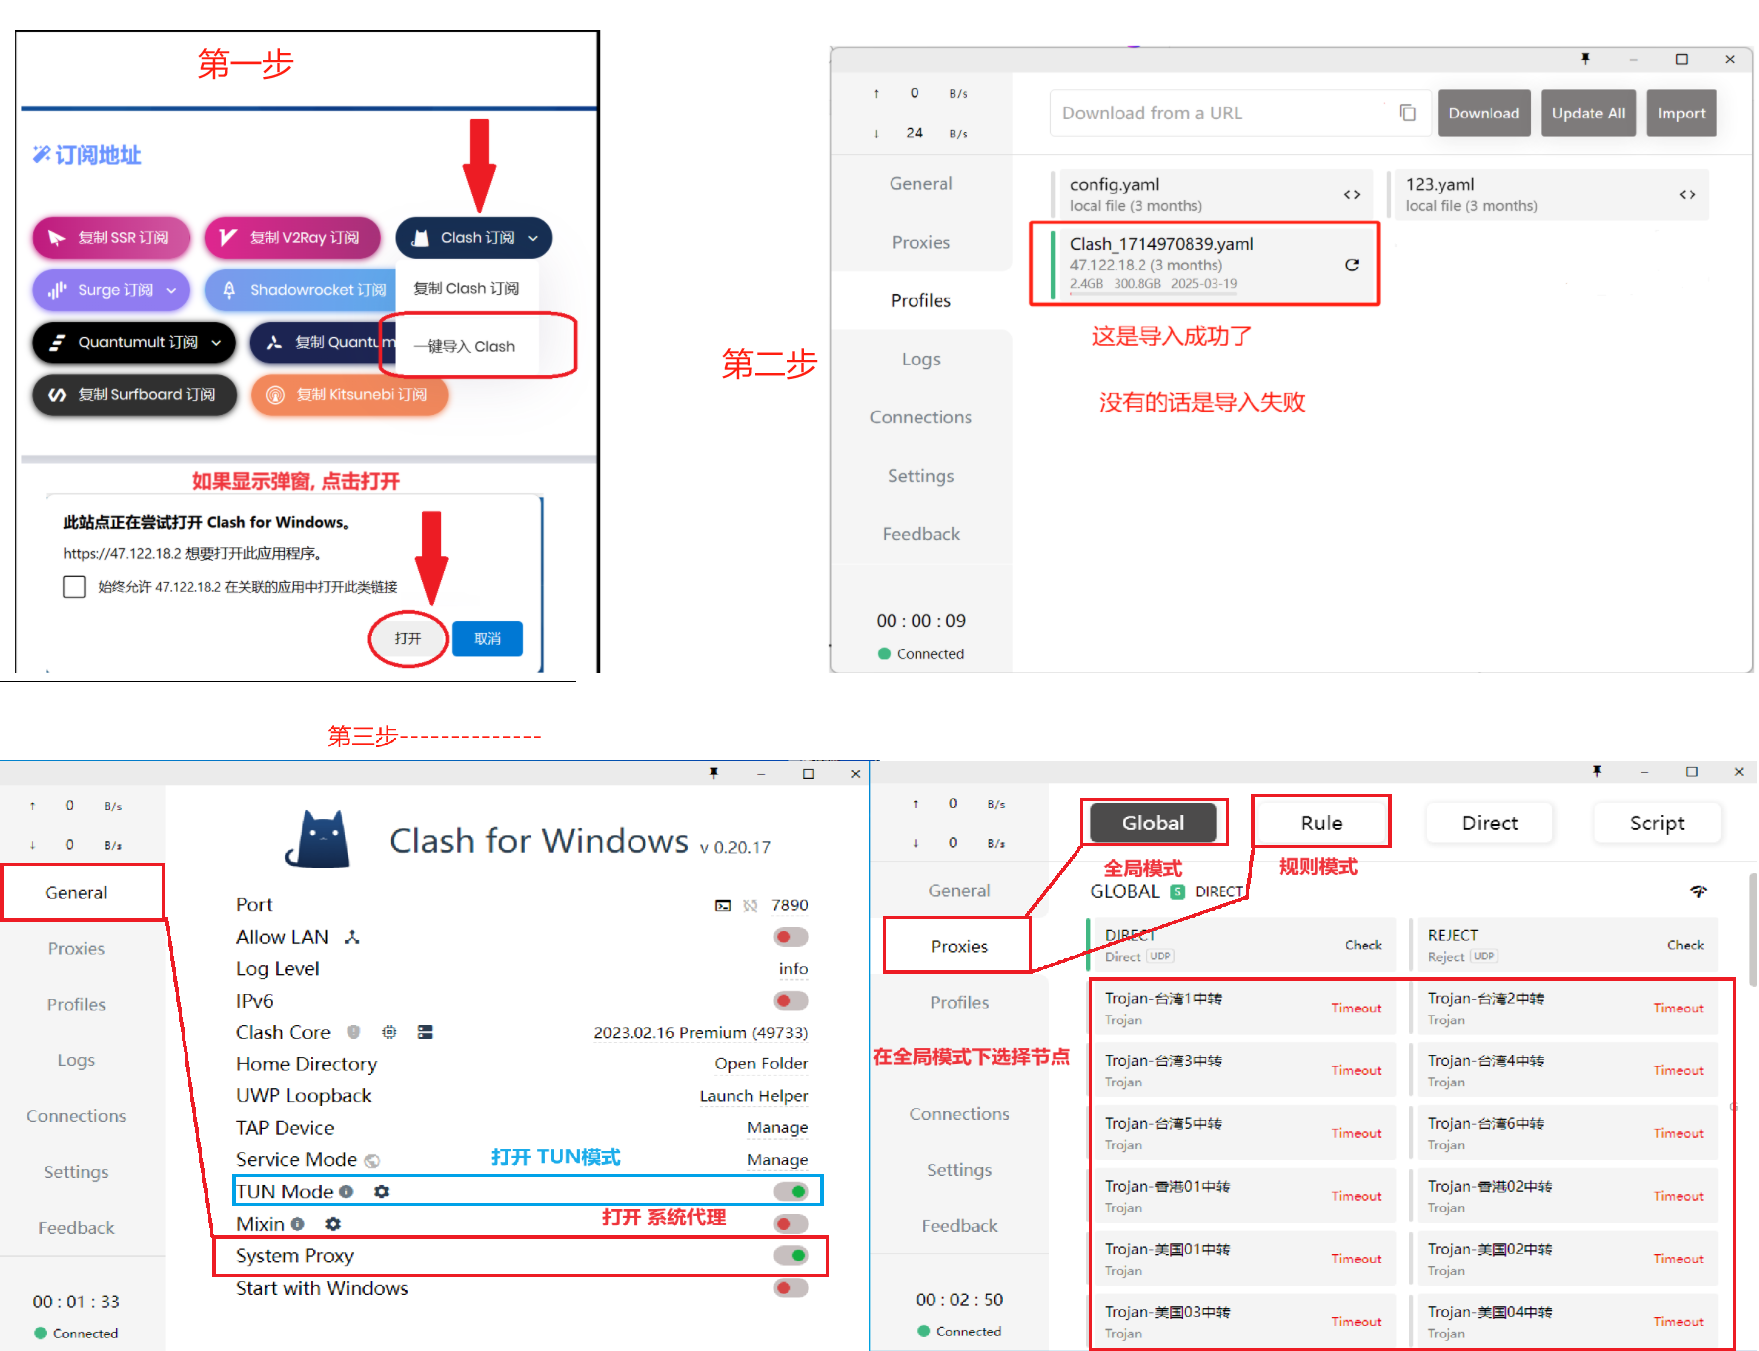 第一步
订阅地址
复制 SSR 订阅
复制 V2Ray 订阅
Clash 订阅
Surge 订阅
Shadowrocket 订阅
复制 Clash 订阅
Quantumult 订阅
复制 Quantum
一键导入 Clash
复制 Surfboard 订阅
复制 Kitsunebi 订阅
如果显示弹窗, 点击打开
此站点正在尝试打开 Clash for Windows。
https://47.122.18.2 想要打开此应用程序。
始终允许 47.122.18.2 在关联的应用中打开此类链接
打开
取消
第二步
↑ 0 B/s
↓ 24 B/s
General
Proxies
Profiles
Logs
Connections
Settings
Feedback
00 : 00 : 09
Connected
Download from a URL
Download
Update All
Import
config.yaml
local file (3 months)
<>
123.yaml
local file (3 months)
<>
Clash_1714970839.yaml
47.122.18.2 (3 months)
2.4GB 300.8GB 2025-03-19
这是导入成功了
没有的话是导入失败
第三步--------------
↑ 0 B/s
↓ 0 B/s
General
Proxies
Profiles
Logs
Connections
Settings
Feedback
00 : 01 : 33
Connected
Clash for Windows v 0.20.17
Port 7890
Allow LAN
Log Level info
IPv6
Clash Core 2023.02.16 Premium (49733)
Home Directory Open Folder
UWP Loopback Launch Helper
TAP Device Manage
Service Mode Manage
打开 TUN模式
TUN Mode
打开 系统代理
Mixin
System Proxy
Start with Windows
↑ 0 B/s
↓ 0 B/s
General
Proxies
Profiles
在全局模式下选择节点
Connections
Settings
Feedback
00 : 02 : 50
Connected
Global
Rule
Direct
Script
全局模式
规则模式
GLOBAL S DIRECT
DIRECT
Direct UDP
Check
REJECT
Reject UDP
Check
Trojan-台湾1中转
Trojan
Timeout
Trojan-台湾2中转
Trojan
Timeout
Trojan-台湾3中转
Trojan
Timeout
Trojan-台湾4中转
Trojan
Timeout
Trojan-台湾5中转
Trojan
Timeout
Trojan-台湾6中转
Trojan
Timeout
Trojan-香港01中转
Trojan
Timeout
Trojan-香港02中转
Trojan
Timeout
Trojan-美国01中转
Trojan
Timeout
Trojan-美国02中转
Trojan
Timeout
Trojan-美国03中转
Trojan
Timeout
Trojan-美国04中转
Trojan
Timeout